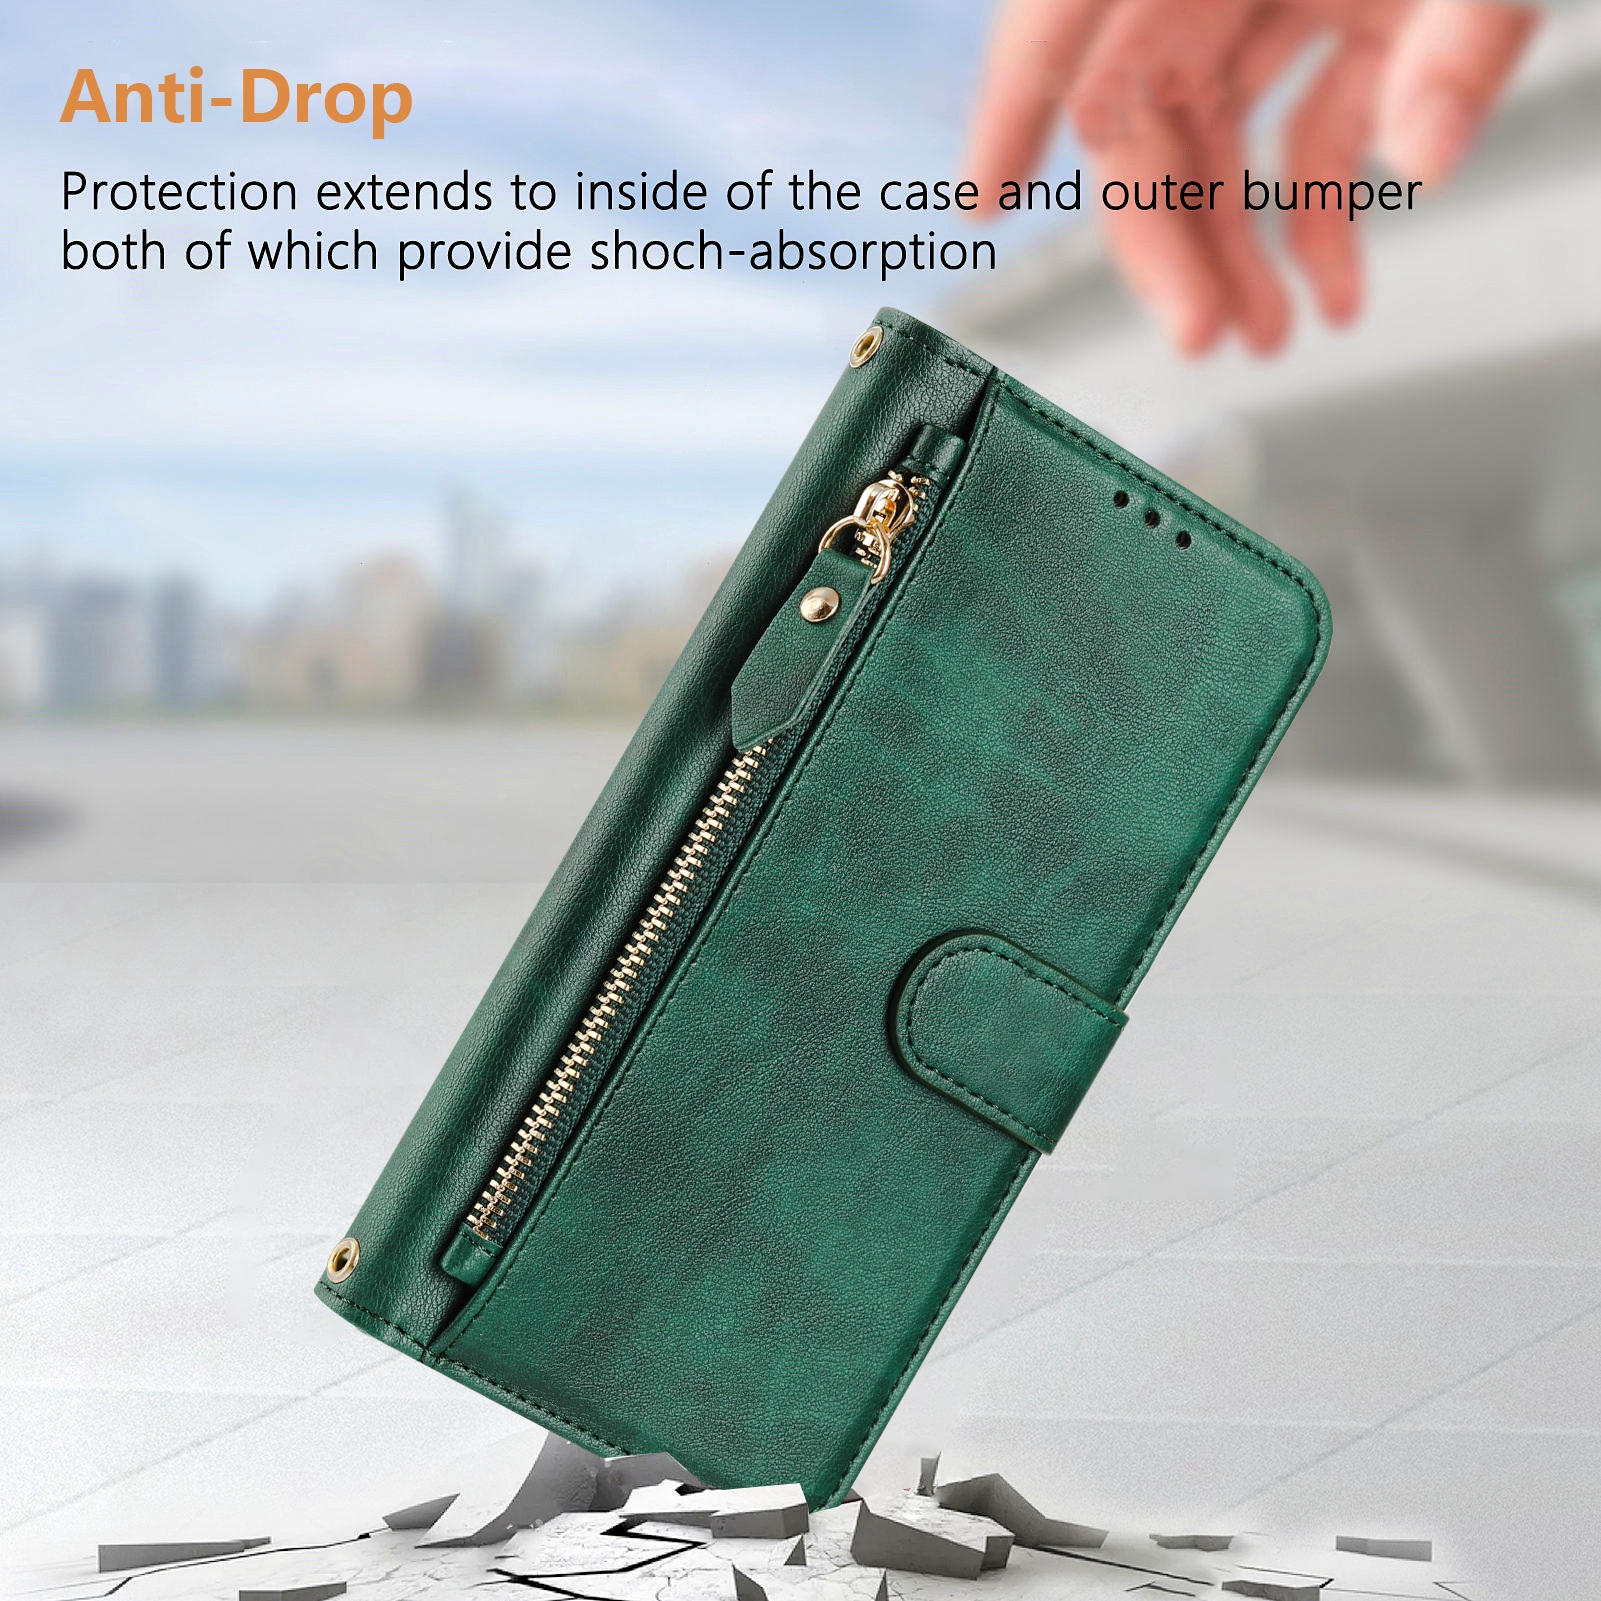 Anti-Drop
Protection extends to inside of the case and outer bumper
both of which provide shoch-absorption